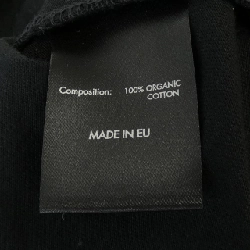 Composition: 100% ORGANIC
COTTON
MADE IN EU